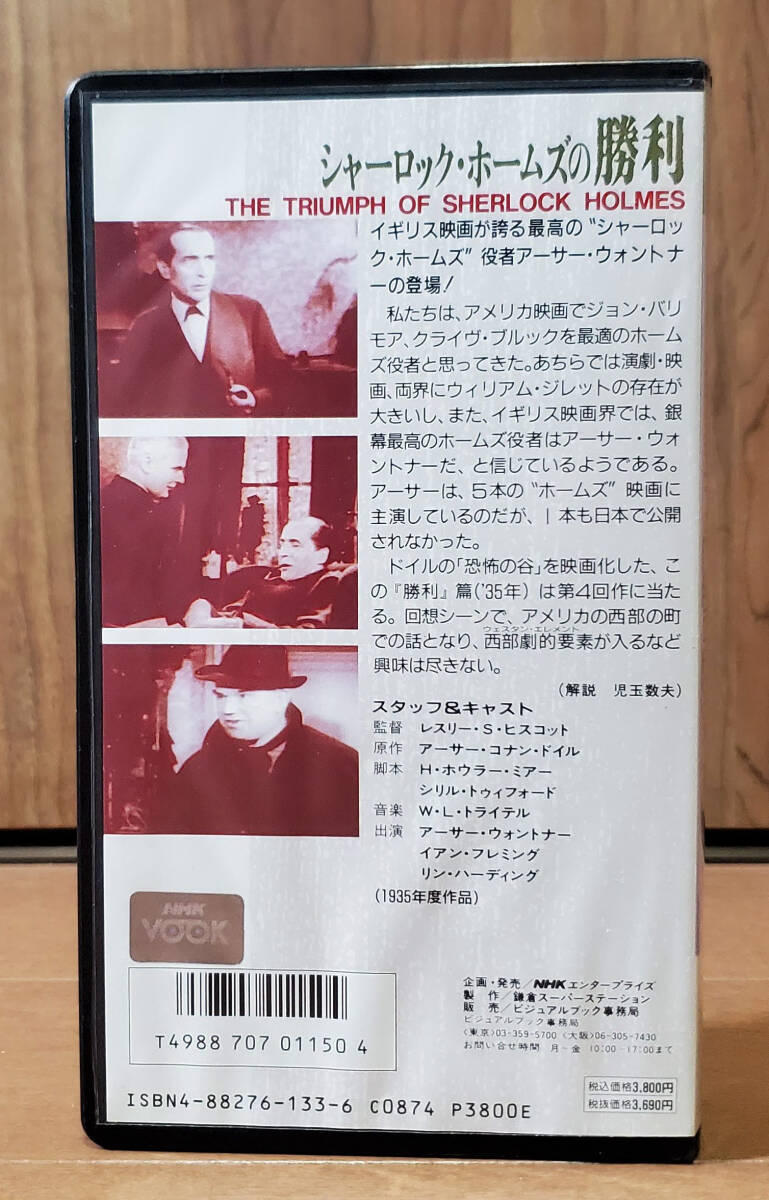 シャーロック・ホームズの勝利
THE TRIUMPH OF SHERLOCK HOLMES
イギリス映画が誇る最高の“シャーロッ
ク・ホームズ”役者アーサー・ウォントナ
ーの登場!
私たちは、アメリカ映画でジョン・バリ
モア、クライヴ・ブルックを最適のホーム
ズ役者と思ってきた。あちらでは演劇・映
画、両界にウィリアム・ジレットの存在が
大きいし、また、イギリス映画界では、銀
幕最高のホームズ役者はアーサー・ウォ
ントナーだ、と信じているようである。
アーサーは、5本の“ホームズ”映画に
主演しているのだが、1本も日本で公開
されなかった。
ドイルの「恐怖の谷」を映画化した、こ
の『勝利』篇('35年)は第4回作に当た
る。回想シーンで、アメリカの西部の町
ウェスタン・エレメント
での話となり、西部劇的要素が入るなど
興味は尽きない。
(解説 児玉数夫)
スタッフ&キャスト
監督 レスリー・S・ヒスコット
原作 アーサー・コナン・ドイル
脚本 H・ホウラー・ミアー
シリル・トゥィフォード
音楽 W・L・トライテル
出演 アーサー・ウォントナー
イアン・フレミング
リン・ハーディング
(1935年度作品)
NHK
VOOK
T4988 707 01150 4
企画・発売/NHKエンタープライズ
製作/鎌倉スーパーステーション
販売/ビジュアルブック事務局
ビジュアルブック事務局
〈東京〉03-359-5700〈大阪〉06-305-7430
お問い合せ時間 月~金 10:00-17:00まで
税込価格3,800円
税抜価格3,690円
ISBN4-88276-133-6 C0874 P3800E